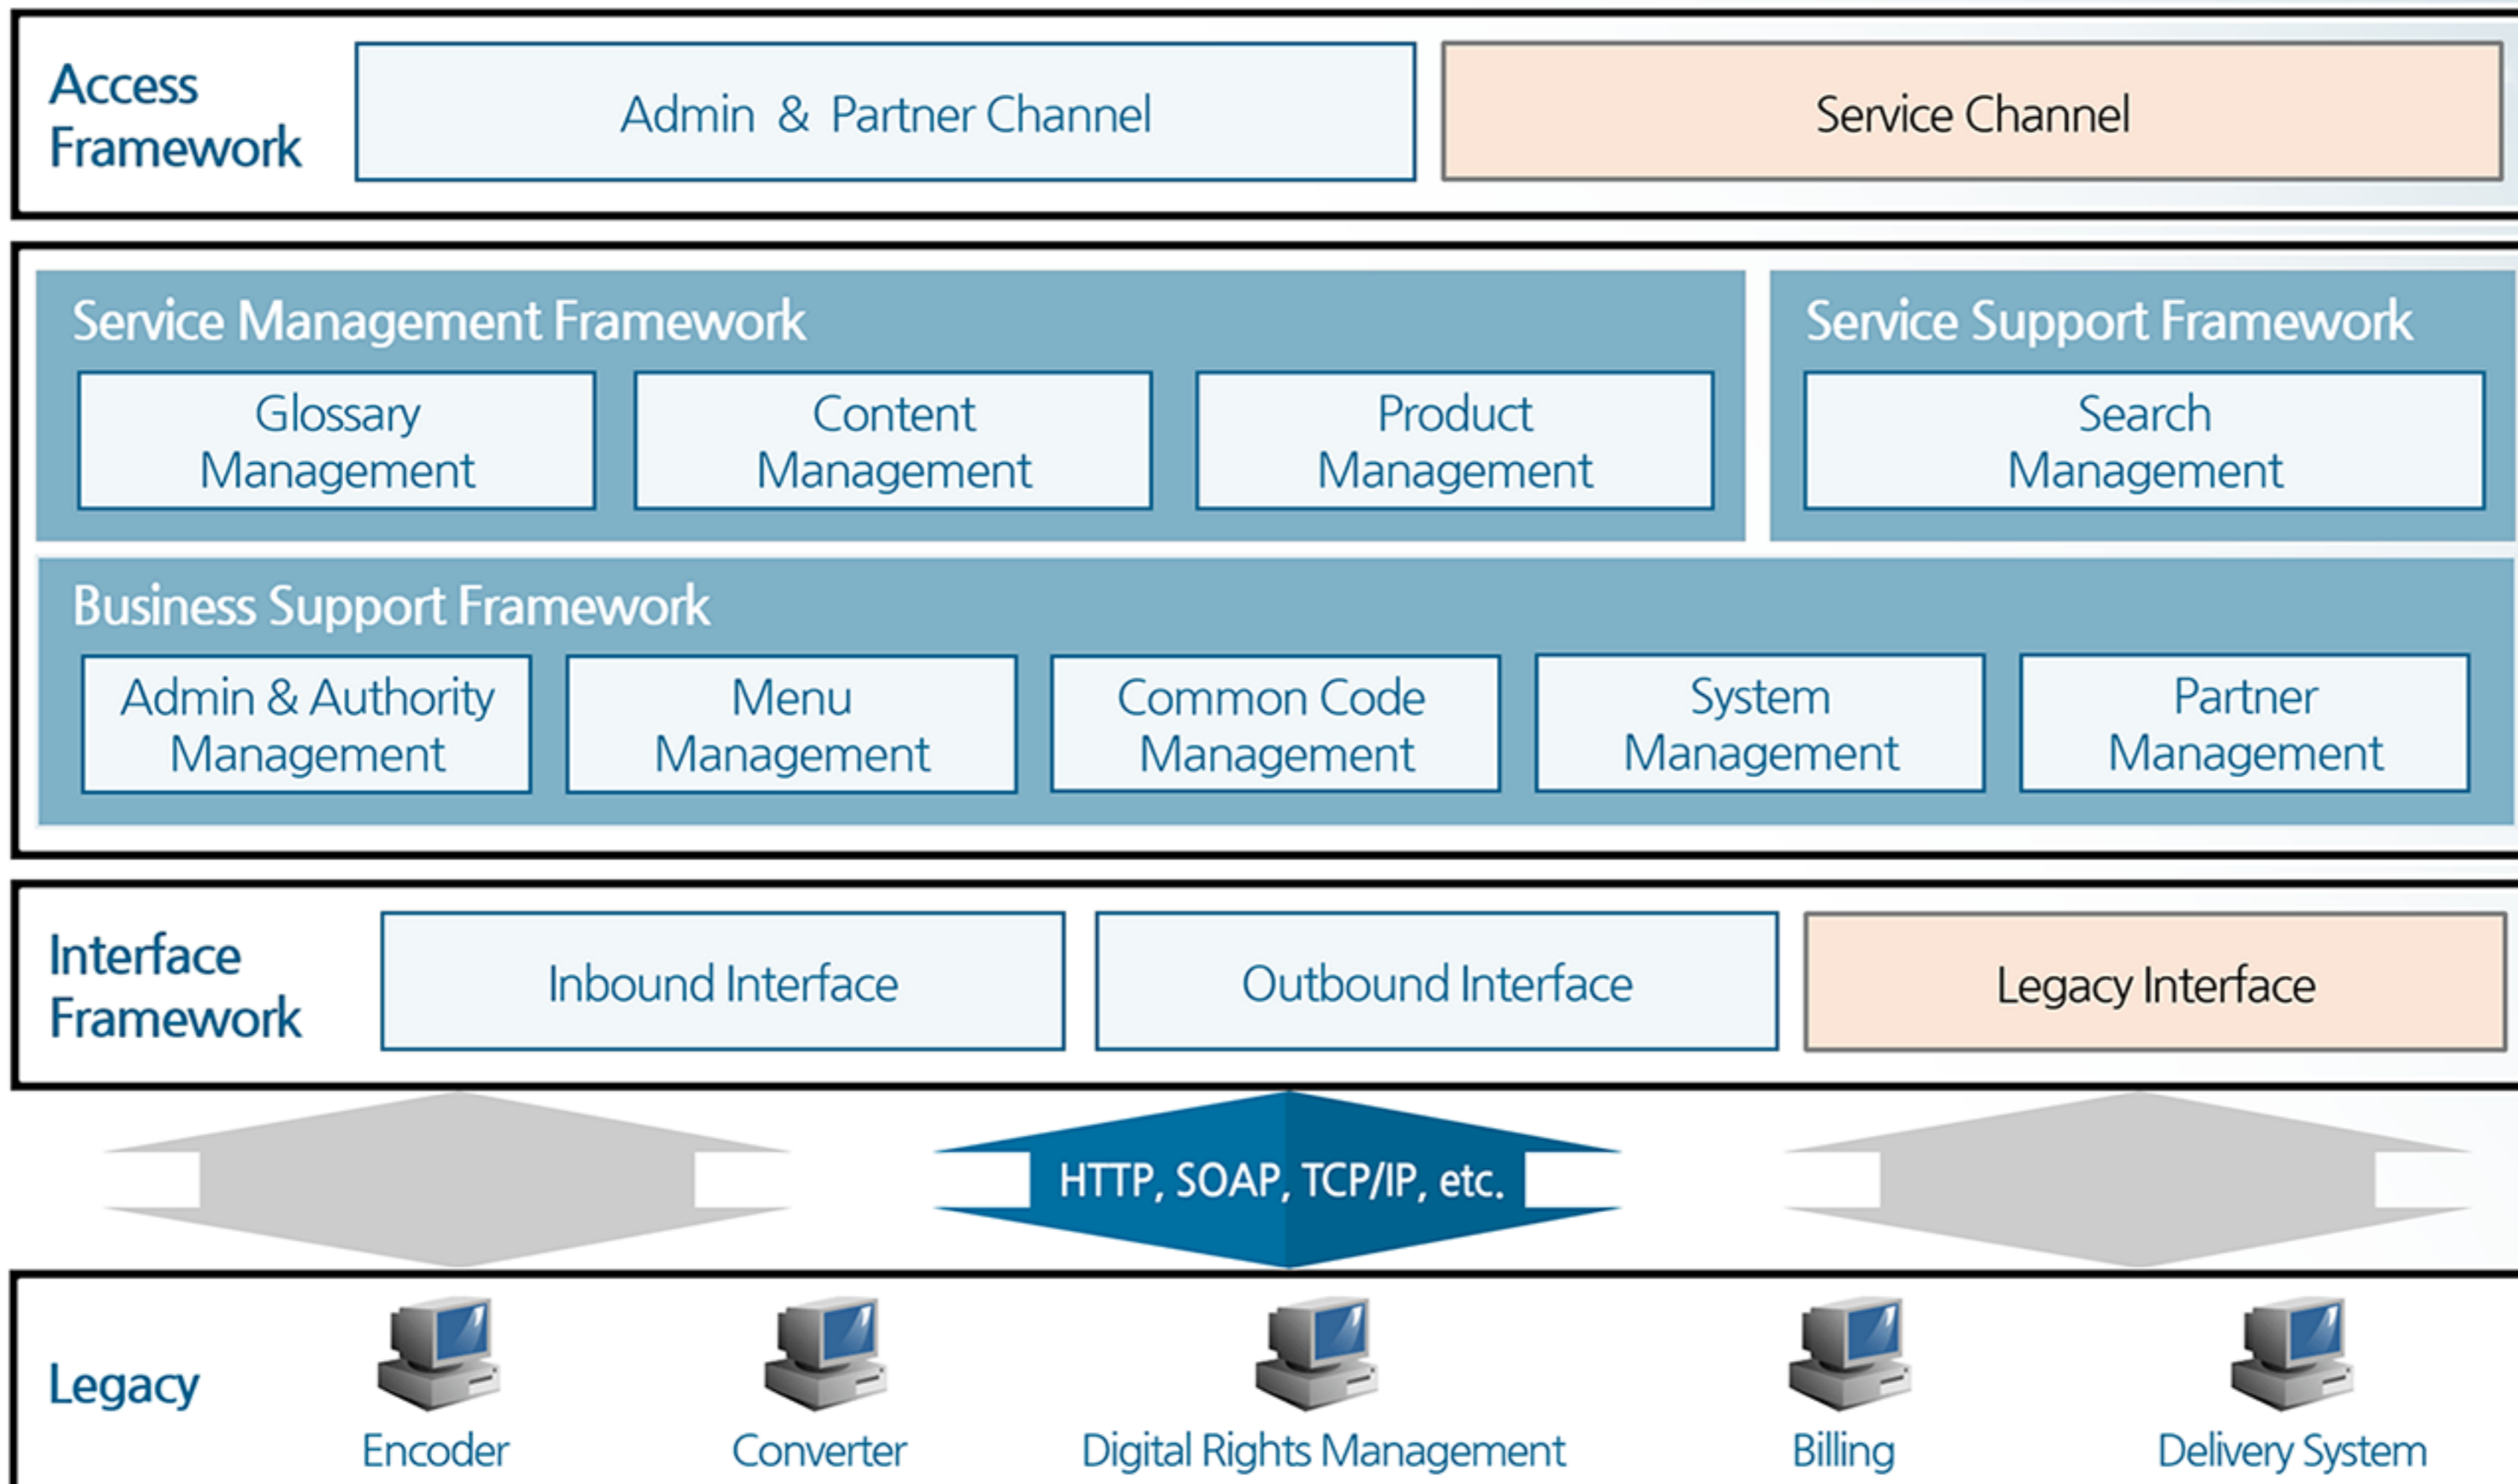 Access
Framework
Admin & Partner Channel
Service Channel
Service Management Framework
Glossary
Management
Content
Management
Product
Management
Service Support Framework
Search
Management
Business Support Framework
Admin & Authority
Management
Menu
Management
Common Code
Management
System
Management
Partner
Management
Interface
Framework
Inbound Interface
Outbound Interface
Legacy Interface
HTTP, SOAP, TCP/IP, etc.
Legacy
Encoder
Converter
Digital Rights Management
Billing
Delivery System